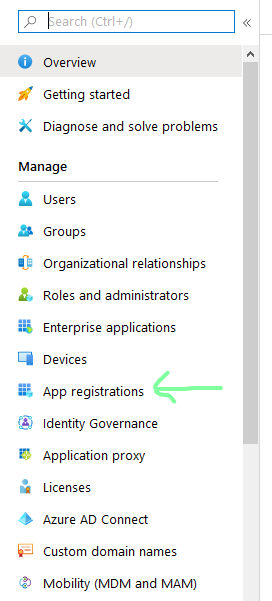 Search (Ctrl+/)
Overview
Getting started
Diagnose and solve problems
Manage
Users
Groups
Organizational relationships
Roles and administrators
Enterprise applications
Devices
App registrations
Identity Governance
Application proxy
Licenses
Azure AD Connect
Custom domain names
Mobility (MDM and MAM)